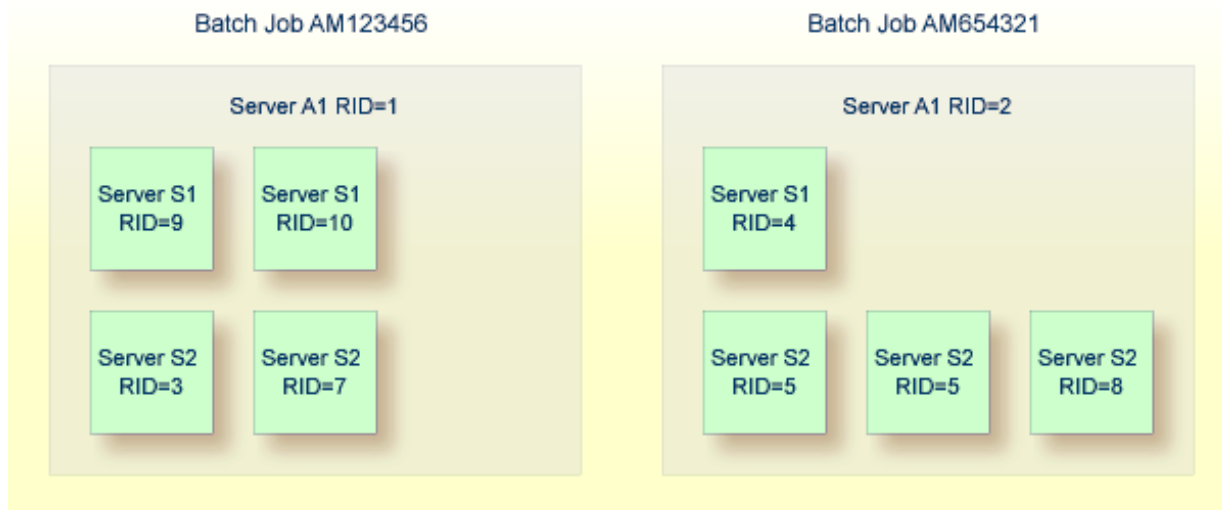 Batch Job AM123456
Batch Job AM654321
Server A1 RID=1
Server S1
RID=9
Server S1
RID=10
Server S2
RID=3
Server S2
RID=7
Server A1 RID=2
Server S1
RID=4
Server S2
RID=5
Server S2
RID=5
Server S2
RID=8